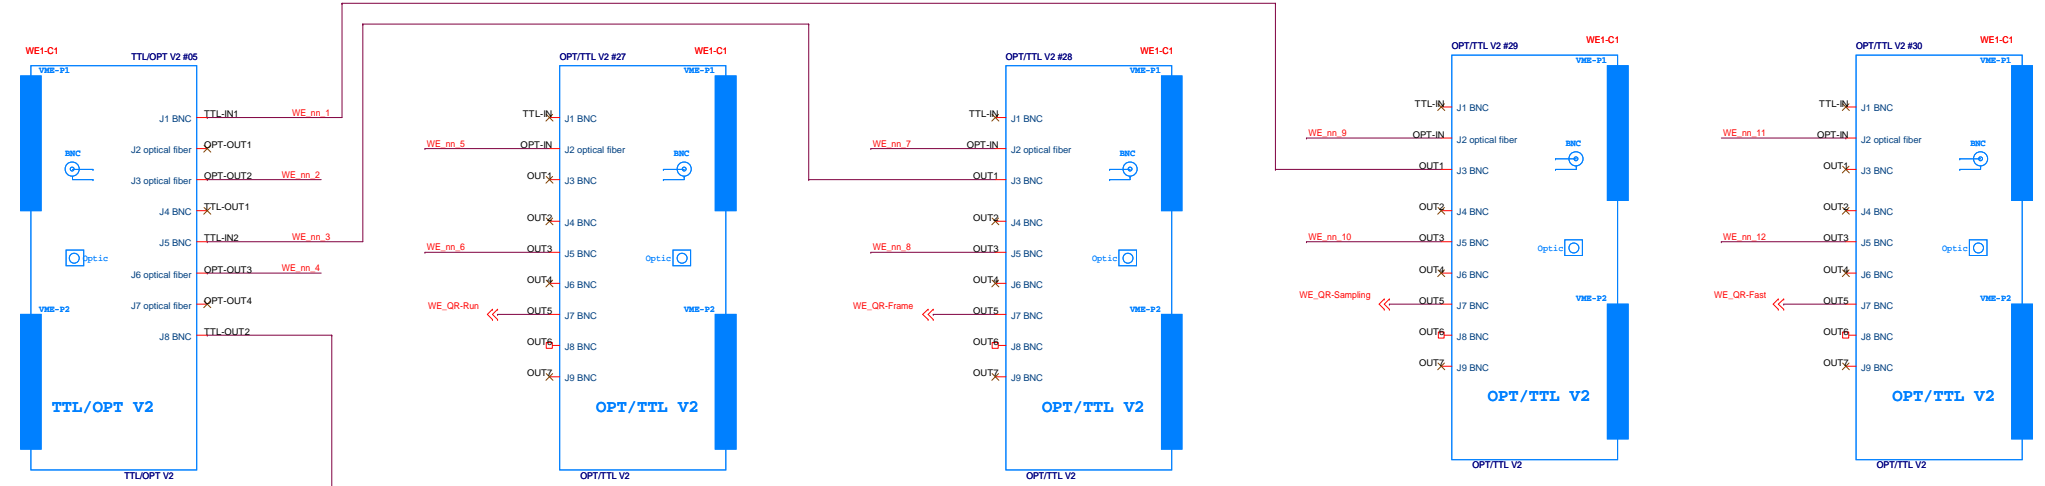 WE1-C1
TTL/OPT V2 #05
VME-P1
TTL-IN1
WE_nn_1
J1 BNC
OPT-OUT1
J2 optical fiber
BNC
OPT-OUT2
WE_nn_2
J3 optical fiber
TTL-OUT1
J4 BNC
TTL-IN2
WE_nn_3
J5 BNC
Optic
OPT-OUT3
WE_nn_4
J6 optical fiber
OPT-OUT4
J7 optical fiber
VME-P2
TTL-OUT2
J8 BNC
TTL/OPT V2
TTL/OPT V2
WE1-C1
OPT/TTL V2 #27
VME-P1
TTL-IN
J1 BNC
WE_nn_5
OPT-IN
J2 optical fiber
BNC
OUT1
J3 BNC
OUT2
J4 BNC
WE_nn_6
OUT3
J5 BNC
Optic
OUT4
J6 BNC
WE_QR-Run
OUT5
J7 BNC
VME-P2
OUT6
J8 BNC
OUT7
J9 BNC
OPT/TTL V2
OPT/TTL V2
WE1-C1
OPT/TTL V2 #28
VME-P1
TTL-IN
J1 BNC
WE_nn_7
OPT-IN
J2 optical fiber
BNC
OUT1
J3 BNC
OUT2
J4 BNC
WE_nn_8
OUT3
J5 BNC
Optic
OUT4
J6 BNC
WE_QR-Frame
OUT5
J7 BNC
VME-P2
OUT6
J8 BNC
OUT7
J9 BNC
OPT/TTL V2
OPT/TTL V2
WE1-C1
OPT/TTL V2 #29
VME-P1
TTL-IN
J1 BNC
WE_nn_9
OPT-IN
J2 optical fiber
BNC
OUT1
J3 BNC
OUT2
J4 BNC
WE_nn_10
OUT3
J5 BNC
Optic
OUT4
J6 BNC
WE_QR-Sampling
OUT5
J7 BNC
VME-P2
OUT6
J8 BNC
OUT7
J9 BNC
OPT/TTL V2
OPT/TTL V2
WE1-C1
OPT/TTL V2 #30
VME-P1
TTL-IN
J1 BNC
WE_nn_11
OPT-IN
J2 optical fiber
BNC
OUT1
J3 BNC
OUT2
J4 BNC
WE_nn_12
OUT3
J5 BNC
Optic
OUT4
J6 BNC
WE_QR-Fast
OUT5
J7 BNC
VME-P2
OUT6
J8 BNC
OUT7
J9 BNC
OPT/TTL V2
OPT/TTL V2